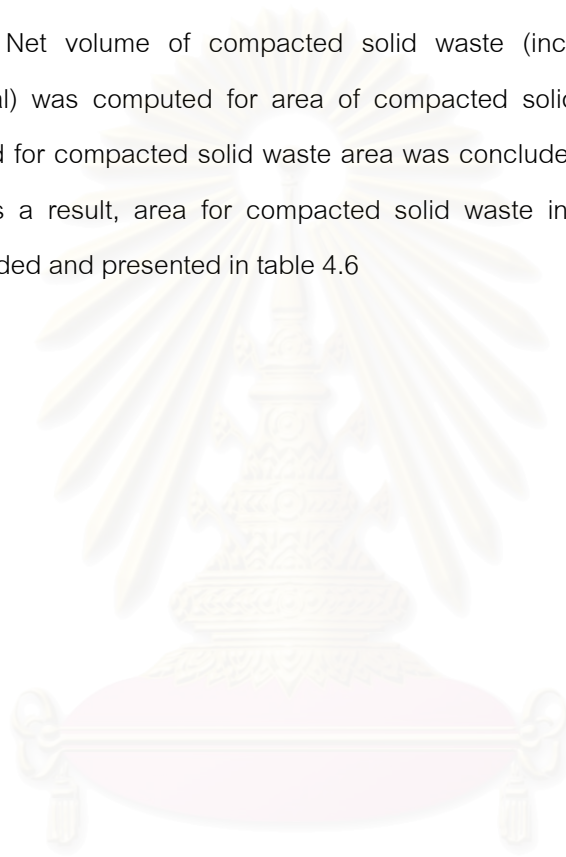 Net volume of compacted solid waste (inc
al) was computed for area of compacted solid
d for compacted solid waste area was conclude
s a result, area for compacted solid waste in
ded and presented in table 4.6